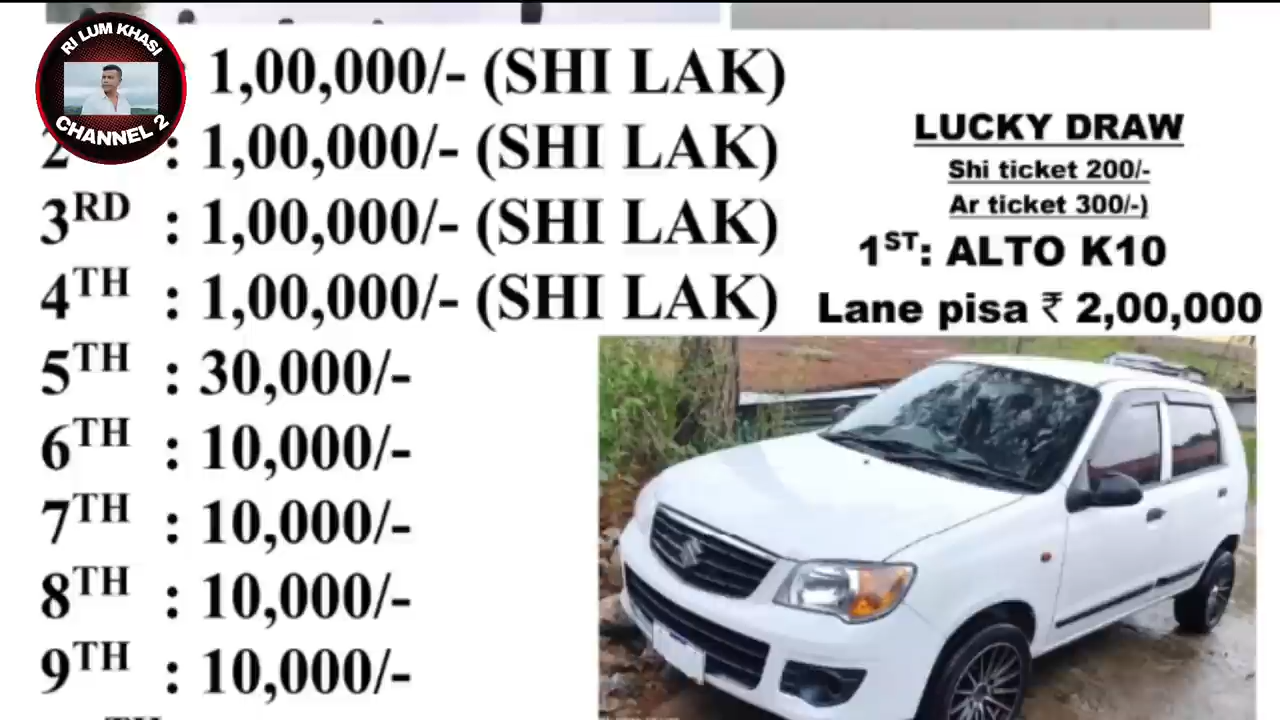 RI LUM KHASI
CHANNEL 2
: 1,00,000/- (SHI LAK)
2 : 1,00,000/- (SHI LAK)
3RD : 1,00,000/- (SHI LAK)
4TH : 1,00,000/- (SHI LAK)
5TH : 30,000/-
6TH : 10,000/-
7TH : 10,000/-
8TH : 10,000/-
9TH : 10,000/-
TH
LUCKY DRAW
Shi ticket 200/-
Ar ticket 300/-)
1ST: ALTO K10
Lane pisa ₹ 2,00,000